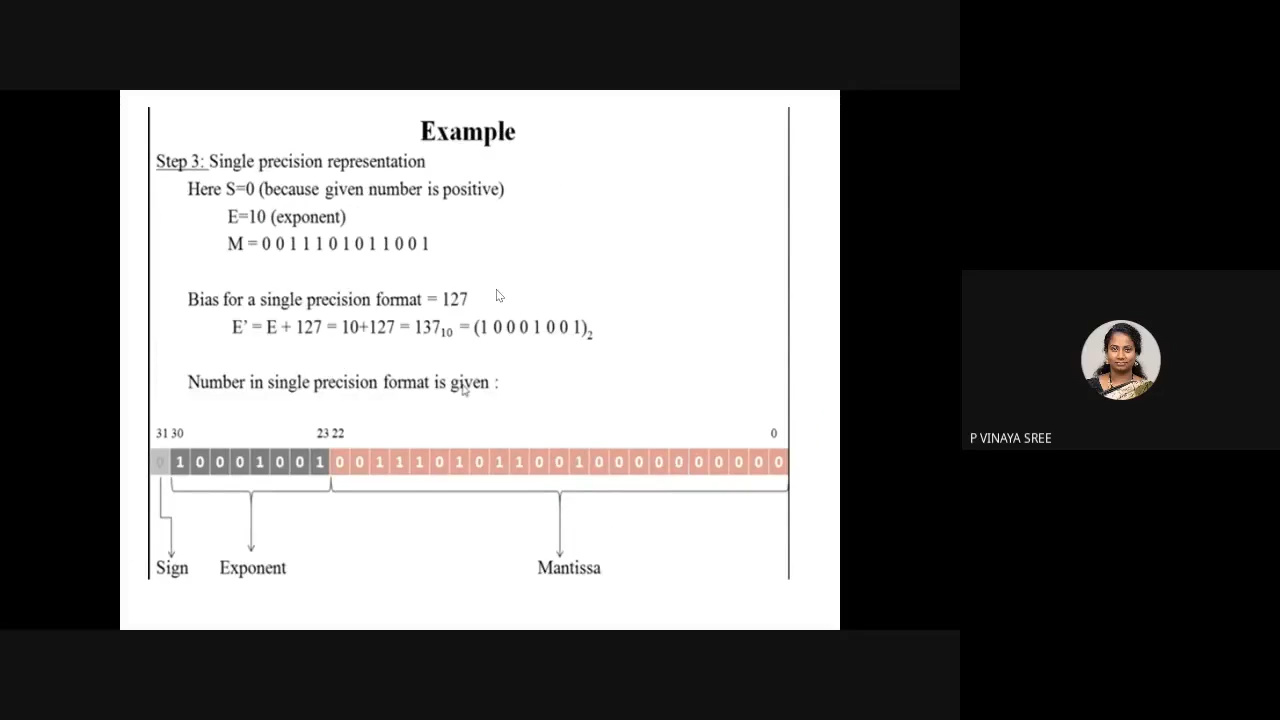 Example
Step 3: Single precision representation
Here S=0 (because given number is positive)
E=10 (exponent)
M = 0 0 1 1 1 0 1 0 1 1 0 0 1
Bias for a single precision format = 127
E’ = E + 127 = 10+127 = 137₁₀ = (1 0 0 0 1 0 0 1)₂
Number in single precision format is given :
31 30 23 22 0
0 1 0 0 0 1 0 0 1 0 0 1 1 1 0 1 0 1 1 0 0 1 0 0 0 0 0 0 0 0 0 0
Sign Exponent Mantissa
P VINAYA SREE